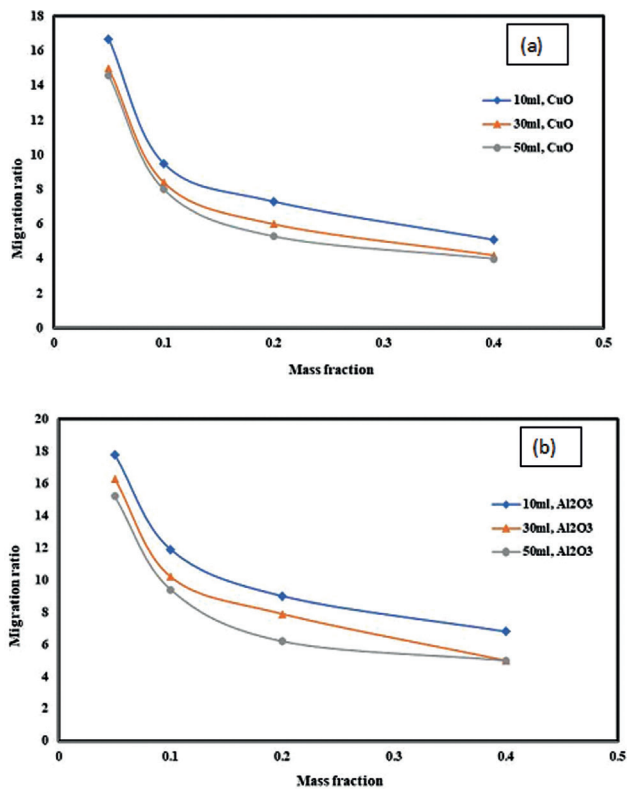 18
16
14
12
10
8
6
4
2
0
Migration ratio
(a)
10ml, CuO
30ml, CuO
50ml, CuO
0 0.1 0.2 0.3 0.4 0.5
Mass fraction
20
18
16
14
12
10
8
6
4
2
0
Migration ratio
(b)
10ml, Al2O3
30ml, Al2O3
50ml, Al2O3
0 0.1 0.2 0.3 0.4 0.5
Mass fraction